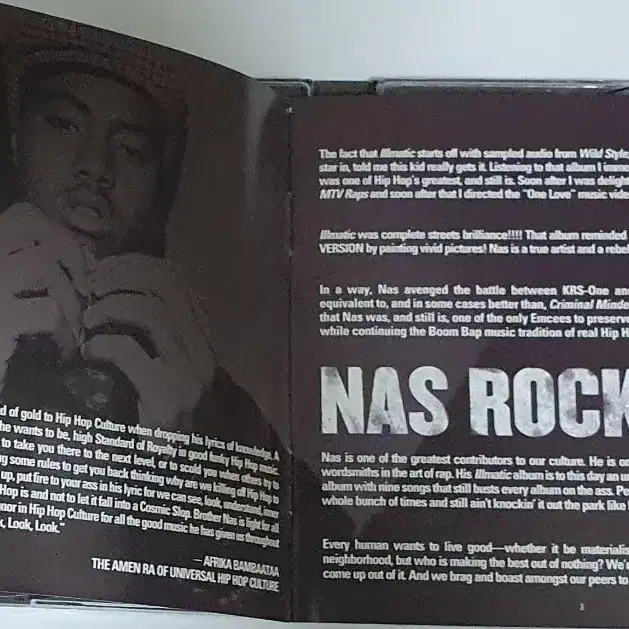 d of gold to Hip Hop Culture when dropping his lyrics of knowledge. A
he wants to be, high Standard of Royalty in good funky Hip Hop music
to take you there to the next level, or to scold you when others try to
g some rules to get you back thinking why are we killing off Hip Hop to
up, put fire to your ass in his lyric for we can see, look, understand, inner
Hop is and not to let it fall into a Cosmic Slop. Brother Nas is fight for all
nor in Hip Hop Culture for all the good music he has given us throughout
k, Look, Look."
— AFRIKA BAMBAATAA
THE AMEN RA OF UNIVERSAL HIP HOP CULTURE
The fact that Illmatic starts off with sampled audio from Wild Style,
star in, told me this kid really gets it. Listening to that album I imme
was one of Hip Hop's greatest, and still is. Soon after I was deligh
MTV Raps and soon after that I directed the "One Love" music vide
Illmatic was complete streets brilliance!!!! That album reminded
VERSION by painting vivid pictures! Nas is a true artist and a rebel
In a way, Nas avenged the battle between KRS-One an
equivalent to, and in some cases better than, Criminal Minde
that Nas was, and still is, one of the only Emcees to preserve
while continuing the Boom Bap music tradition of real Hip H
NAS ROCK
Nas is one of the greatest contributors to our culture. He is on
wordsmiths in the art of rap. His Illmatic album is to this day an u
album with nine songs that still busts every album on the ass. Pe
whole bunch of times and still ain't knockin' it out the park like
Every human wants to live good—whether it be materialis
neighborhood, but who is making the best out of nothing? We'r
come up out of it. And we brag and boast amongst our peers to